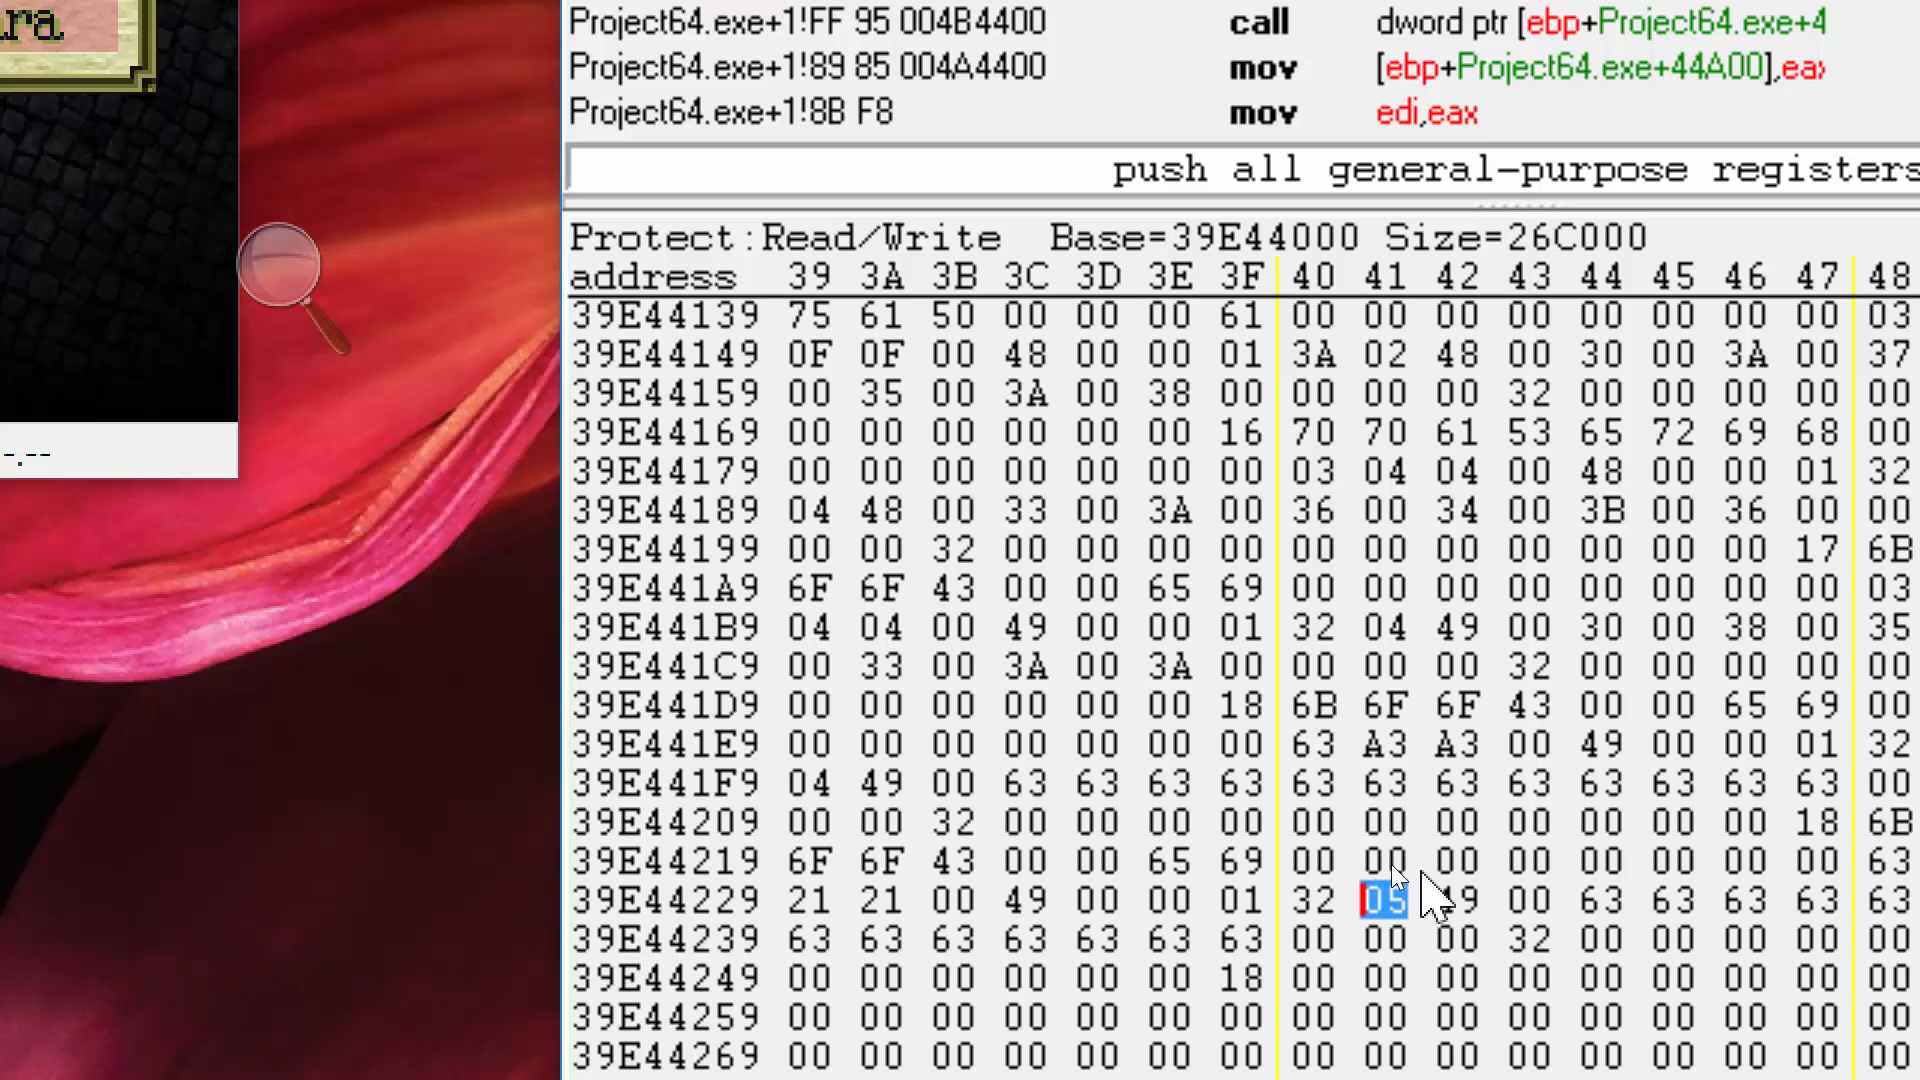 ra
-.--
Project64.exe+1!FF 95 004B4400 call dword ptr [ebp+Project64.exe+4
Project64.exe+1!89 85 004A4400 mov [ebp+Project64.exe+44A00],eax
Project64.exe+1!8B F8 mov edi,eax
push all general-purpose registers
Protect:Read/Write Base=39E44000 Size=26C000
address 39 3A 3B 3C 3D 3E 3F 40 41 42 43 44 45 46 47 48
39E44139 75 61 50 00 00 00 61 00 00 00 00 00 00 00 00 03
39E44149 0F 0F 00 48 00 00 01 3A 02 48 00 30 00 3A 00 37
39E44159 00 35 00 3A 00 38 00 00 00 00 32 00 00 00 00 00
39E44169 00 00 00 00 00 00 16 70 70 61 53 65 72 69 68 00
39E44179 00 00 00 00 00 00 00 03 04 04 00 48 00 00 01 32
39E44189 04 48 00 33 00 3A 00 36 00 34 00 3B 00 36 00 00
39E44199 00 00 32 00 00 00 00 00 00 00 00 00 00 00 17 6B
39E441A9 6F 6F 43 00 00 65 69 00 00 00 00 00 00 00 00 03
39E441B9 04 04 00 49 00 00 01 32 04 49 00 30 00 38 00 35
39E441C9 00 33 00 3A 00 3A 00 00 00 00 32 00 00 00 00 00
39E441D9 00 00 00 00 00 00 18 6B 6F 6F 43 00 00 65 69 00
39E441E9 00 00 00 00 00 00 00 63 A3 A3 00 49 00 00 01 32
39E441F9 04 49 00 63 63 63 63 63 63 63 63 63 63 63 63 00
39E44209 00 00 32 00 00 00 00 00 00 00 00 00 00 00 18 6B
39E44219 6F 6F 43 00 00 65 69 00 00 00 00 00 00 00 00 63
39E44229 21 21 00 49 00 00 01 32 05 49 00 63 63 63 63 63
39E44239 63 63 63 63 63 63 63 00 00 00 32 00 00 00 00 00
39E44249 00 00 00 00 00 00 18 00 00 00 00 00 00 00 00 00
39E44259 00 00 00 00 00 00 00 00 00 00 00 00 00 00 00 00
39E44269 00 00 00 00 00 00 00 00 00 00 00 00 00 00 00 00